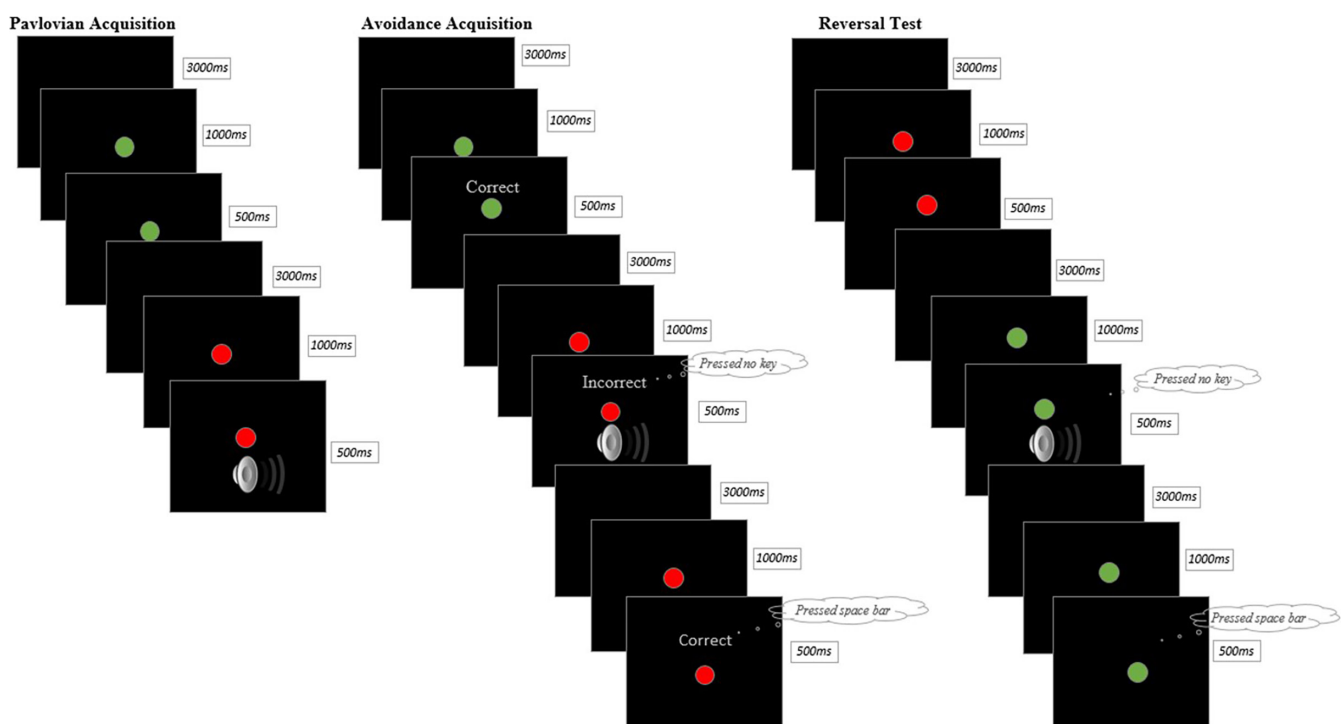 Pavlovian Acquisition
3000ms
1000ms
500ms
3000ms
1000ms
500ms
Avoidance Acquisition
3000ms
1000ms
Correct
500ms
3000ms
1000ms
Pressed no key
Incorrect
500ms
3000ms
1000ms
Pressed space bar
Correct
500ms
Reversal Test
3000ms
1000ms
500ms
3000ms
1000ms
Pressed no key
500ms
3000ms
1000ms
Pressed space bar
500ms